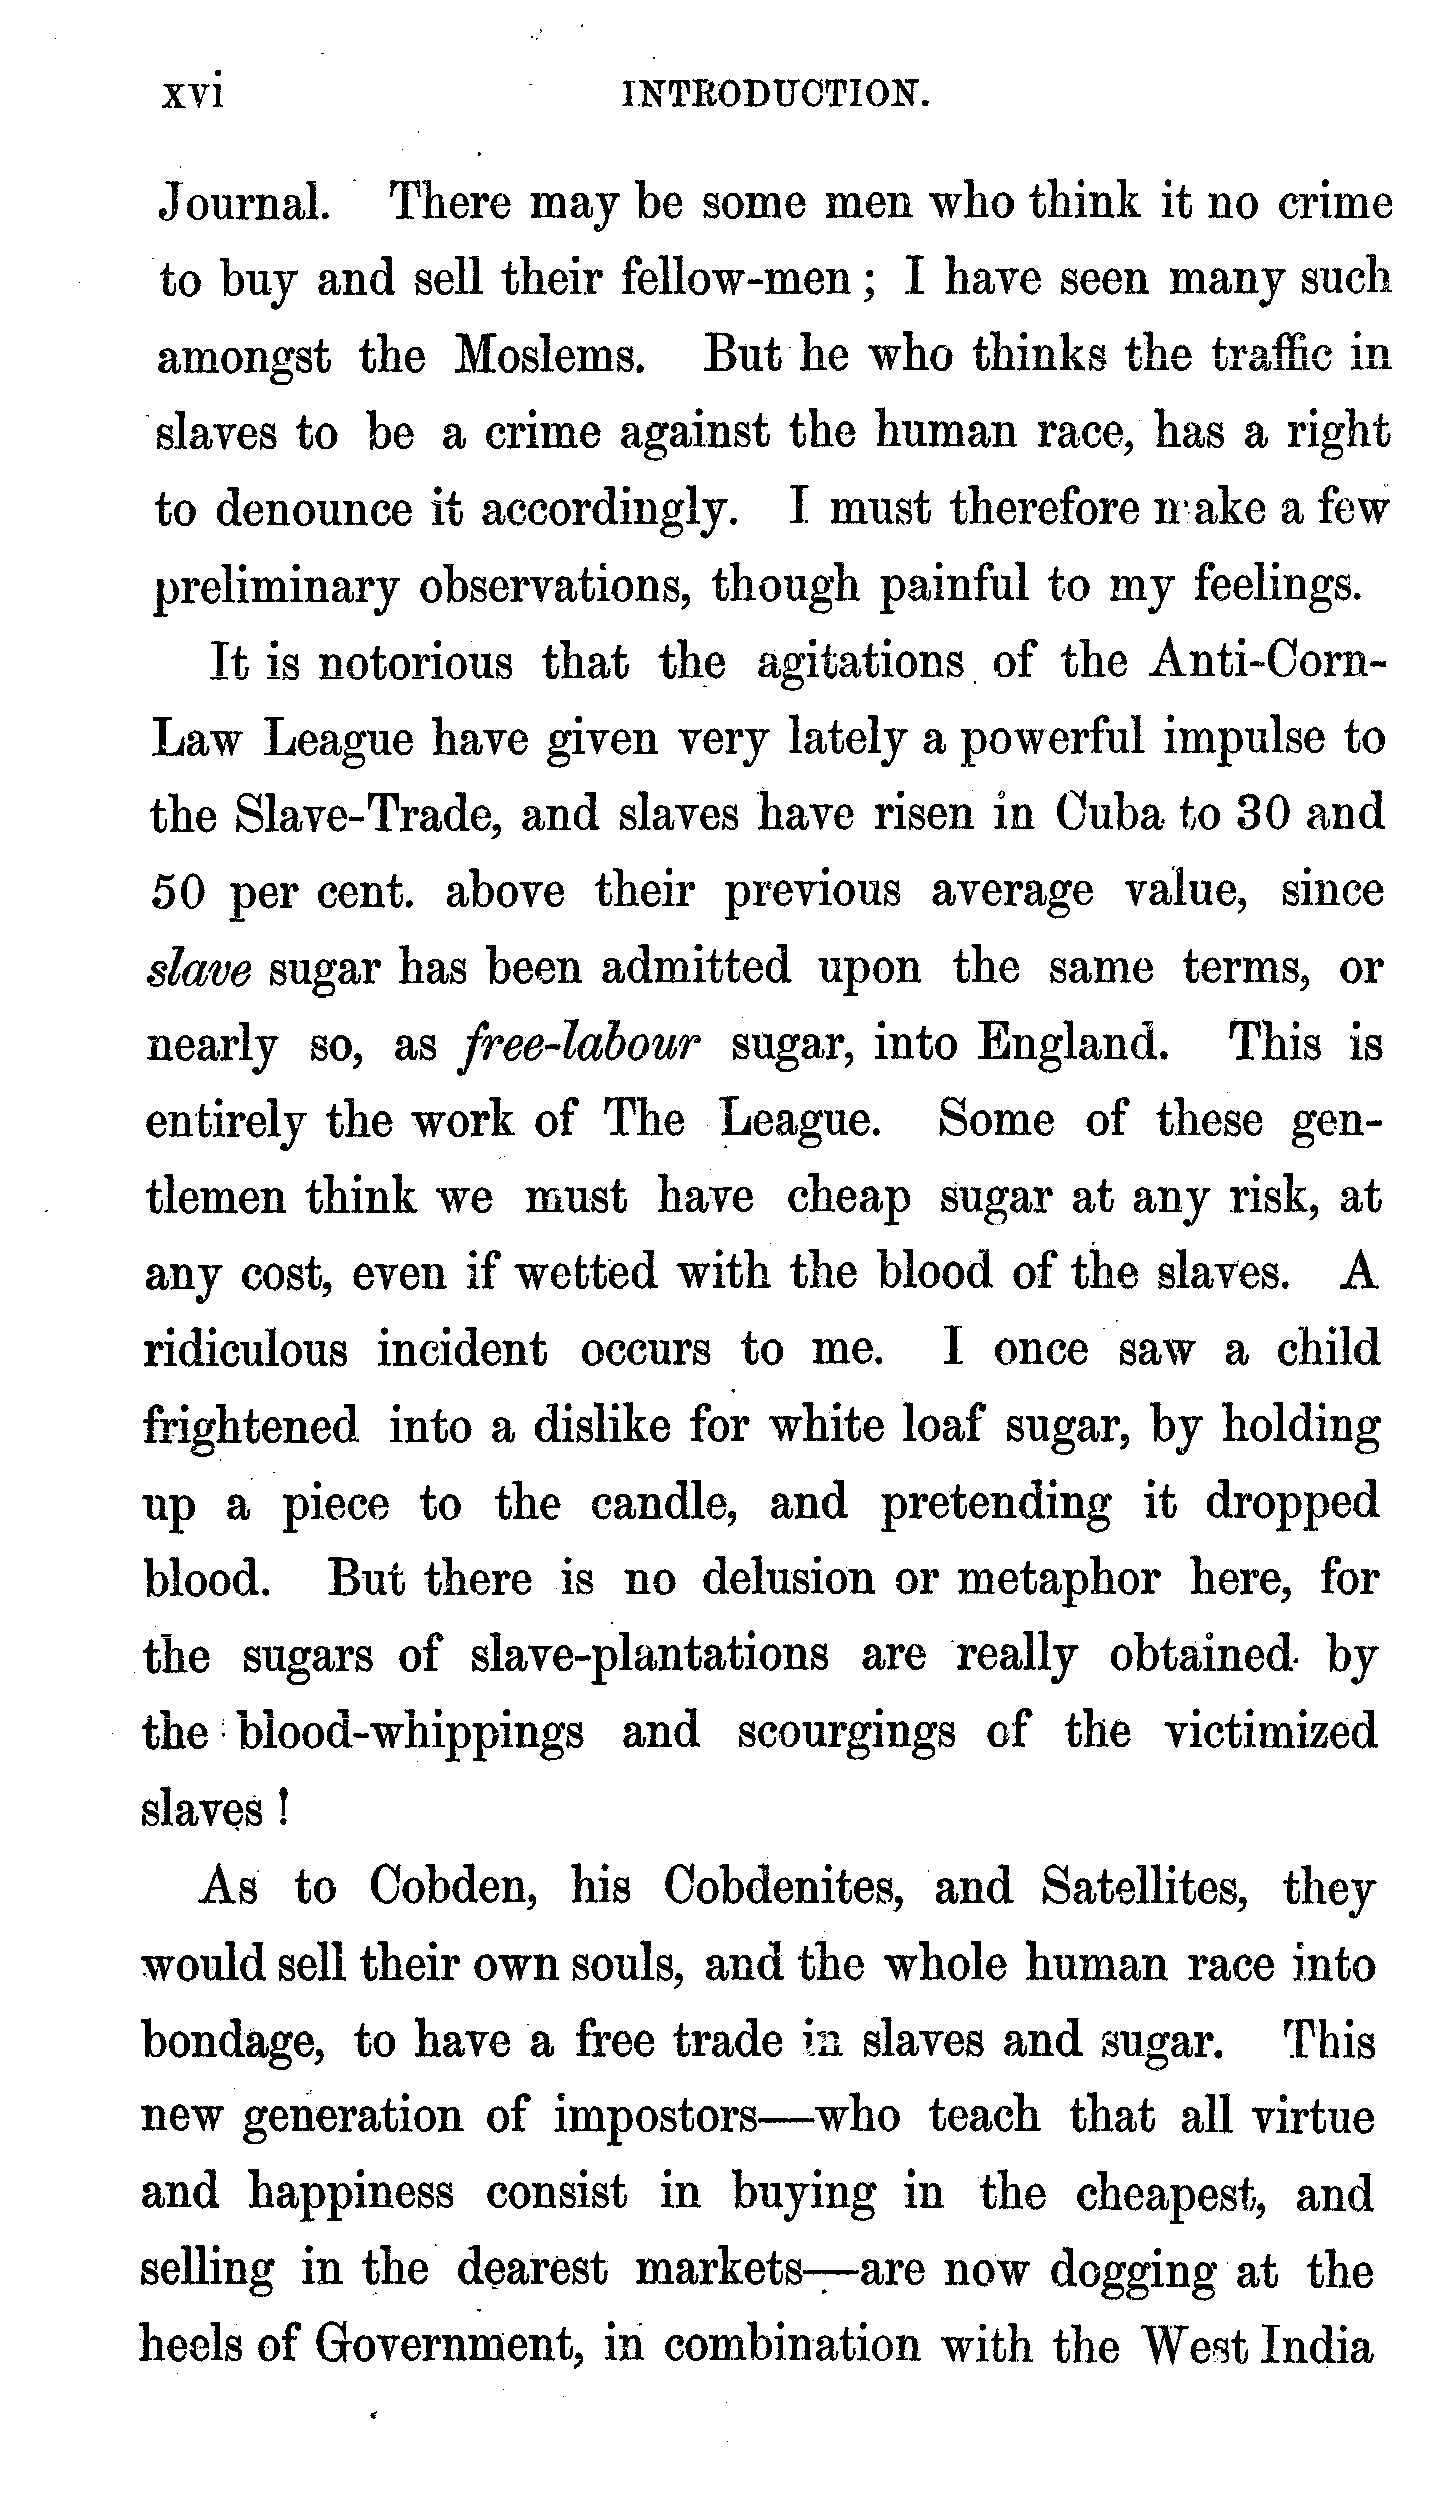 xvi INTRODUCTION.
Journal. There may be some men who think it no crime
to buy and sell their fellow-men; I have seen many such
amongst the Moslems. But he who thinks the traffic in
slaves to be a crime against the human race, has a right
to denounce it accordingly. I must therefore make a few
preliminary observations, though painful to my feelings.
It is notorious that the agitations of the Anti-Corn-
Law League have given very lately a powerful impulse to
the Slave-Trade, and slaves have risen in Cuba to 30 and
50 per cent. above their previous average value, since
slave sugar has been admitted upon the same terms, or
nearly so, as free-labour sugar, into England. This is
entirely the work of The League. Some of these gen-
tlemen think we must have cheap sugar at any risk, at
any cost, even if wetted with the blood of the slaves. A
ridiculous incident occurs to me. I once saw a child
frightened into a dislike for white loaf sugar, by holding
up a piece to the candle, and pretending it dropped
blood. But there is no delusion or metaphor here, for
the sugars of slave-plantations are really obtained by
the blood-whippings and scourgings of the victimized
slaves!
As to Cobden, his Cobdenites, and Satellites, they
would sell their own souls, and the whole human race into
bondage, to have a free trade in slaves and sugar. This
new generation of impostors—who teach that all virtue
and happiness consist in buying in the cheapest, and
selling in the dearest markets—are now dogging at the
heels of Government, in combination with the West India